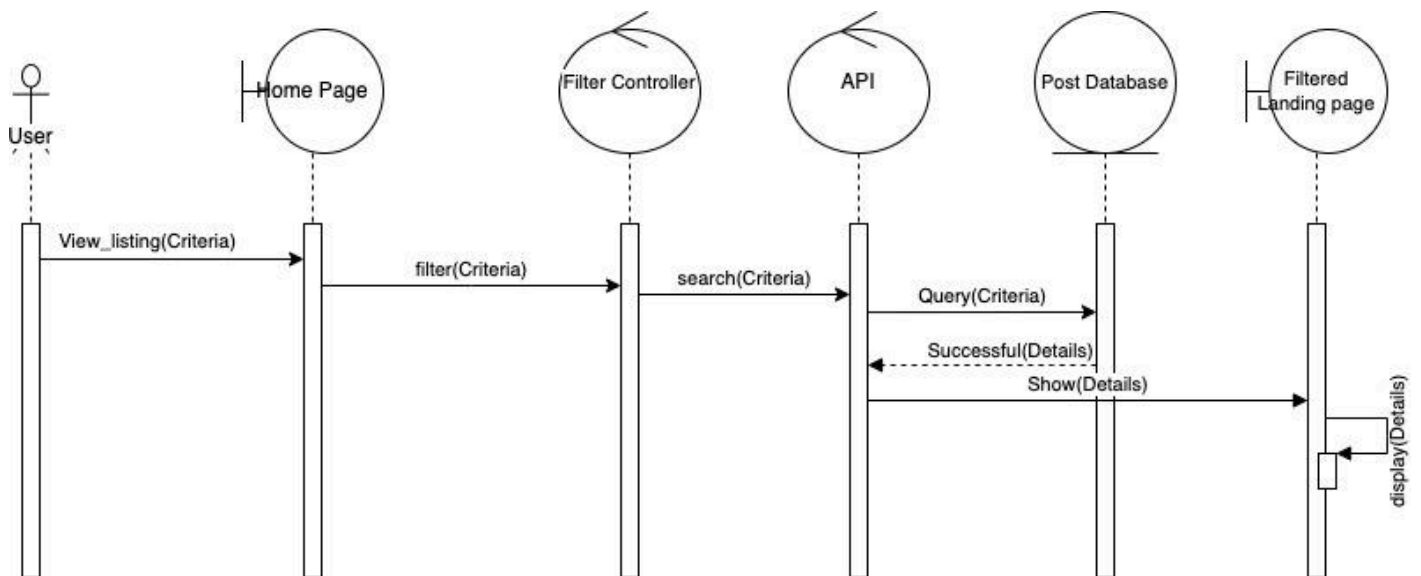 User
Home Page
Filter Controller
API
Post Database
Filtered
Landing page
View_listing(Criteria)
filter(Criteria)
search(Criteria)
Query(Criteria)
Successful(Details)
Show(Details)
display(Details)